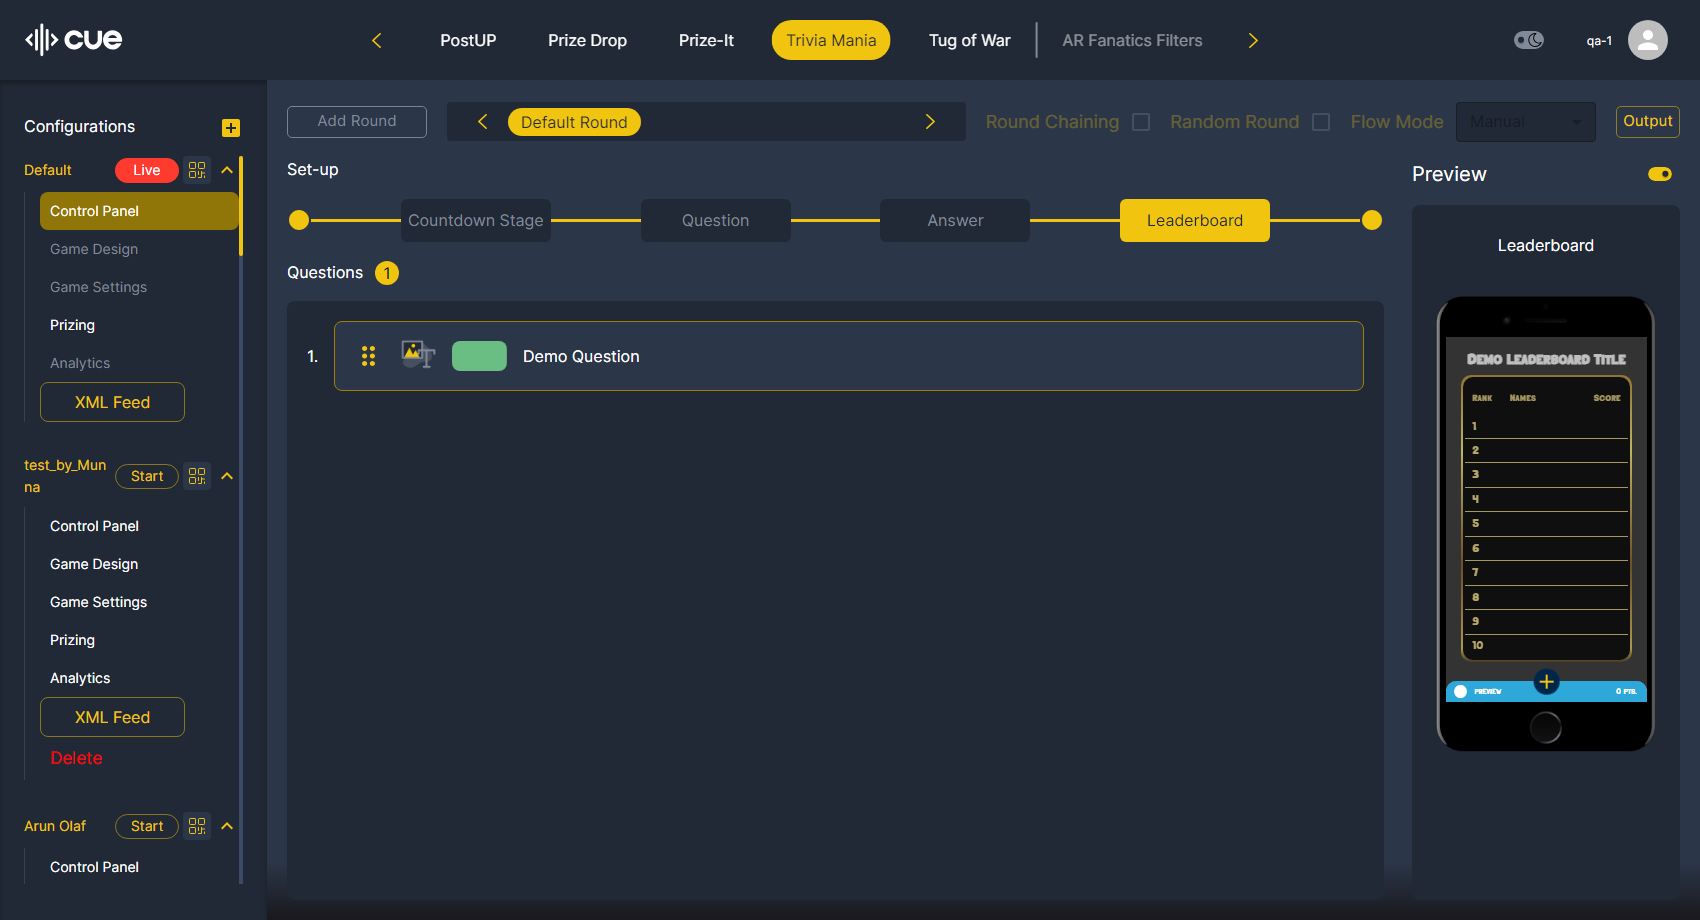 cue
PostUP
Prize Drop
Prize-It
Trivia Mania
Tug of War
AR Fanatics Filters
qa-1
Configurations
Default
Live
Control Panel
Game Design
Game Settings
Prizing
Analytics
XML Feed
test_by_Mun
na
Start
Control Panel
Game Design
Game Settings
Prizing
Analytics
XML Feed
Delete
Arun Olaf
Start
Control Panel
Add Round
Default Round
Round Chaining
Random Round
Flow Mode
Manual
Output
Set-up
Countdown Stage
Question
Answer
Leaderboard
Questions 1
1.
Demo Question
Preview
Leaderboard
Demo Leaderboard Title
Rank Names Score
1
2
3
4
5
6
7
8
9
10
PREVIEW
0 PTS.